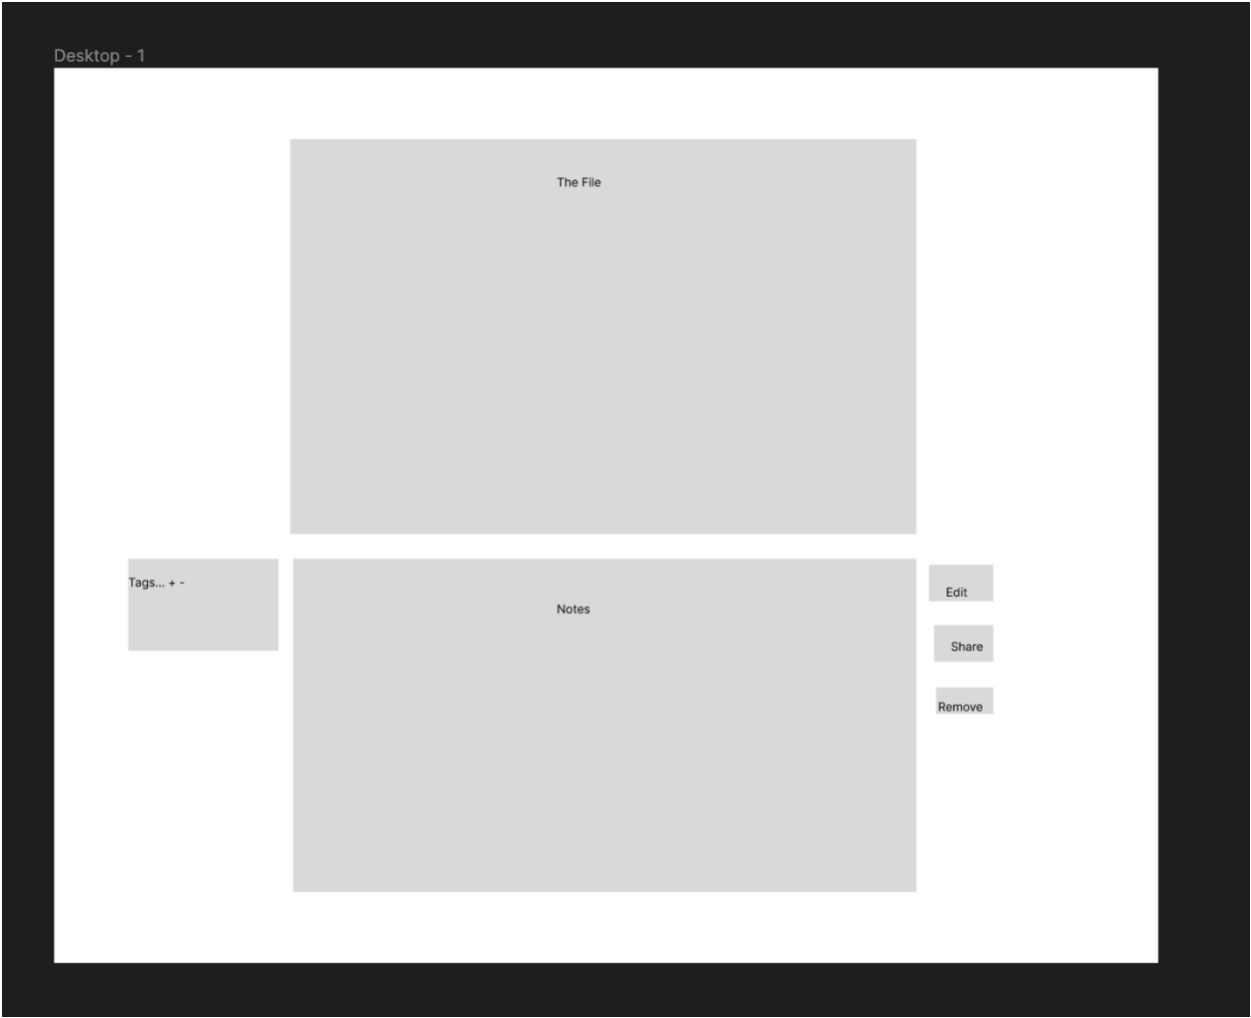 Desktop - 1
The File
Tags... + -
Notes
Edit
Share
Remove